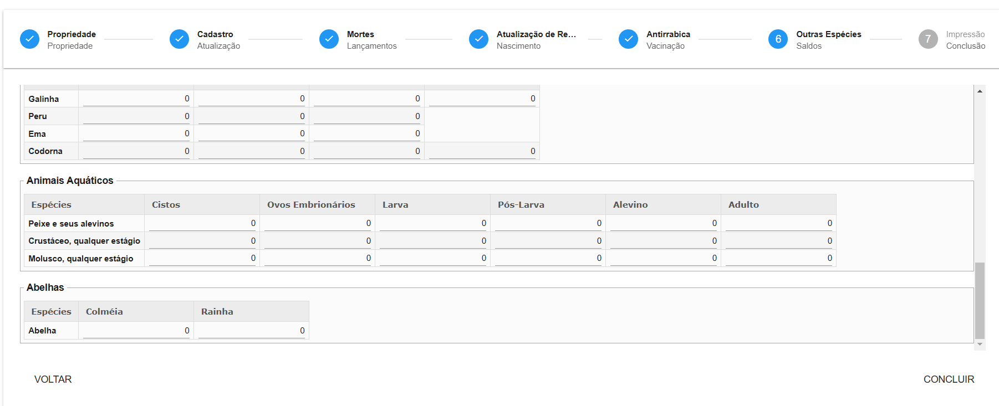 Propriedade
Propriedade
Cadastro
Atualização
Mortes
Lançamentos
Atualização de Re...
Nascimento
Antirrabica
Vacinação
6
Outras Espécies
Saldos
7
Impressão
Conclusão
Galinha 0 0 0 0
Peru 0 0 0
Ema 0 0 0
Codorna 0 0 0 0
Animais Aquáticos
Espécies Cistos Ovos Embrionários Larva Pós-Larva Alevino Adulto
Peixe e seus alevinos 0 0 0 0 0 0
Crustáceo, qualquer estágio 0 0 0 0 0 0
Molusco, qualquer estágio 0 0 0 0 0 0
Abelhas
Espécies Colméia Rainha
Abelha 0 0
VOLTAR
CONCLUIR